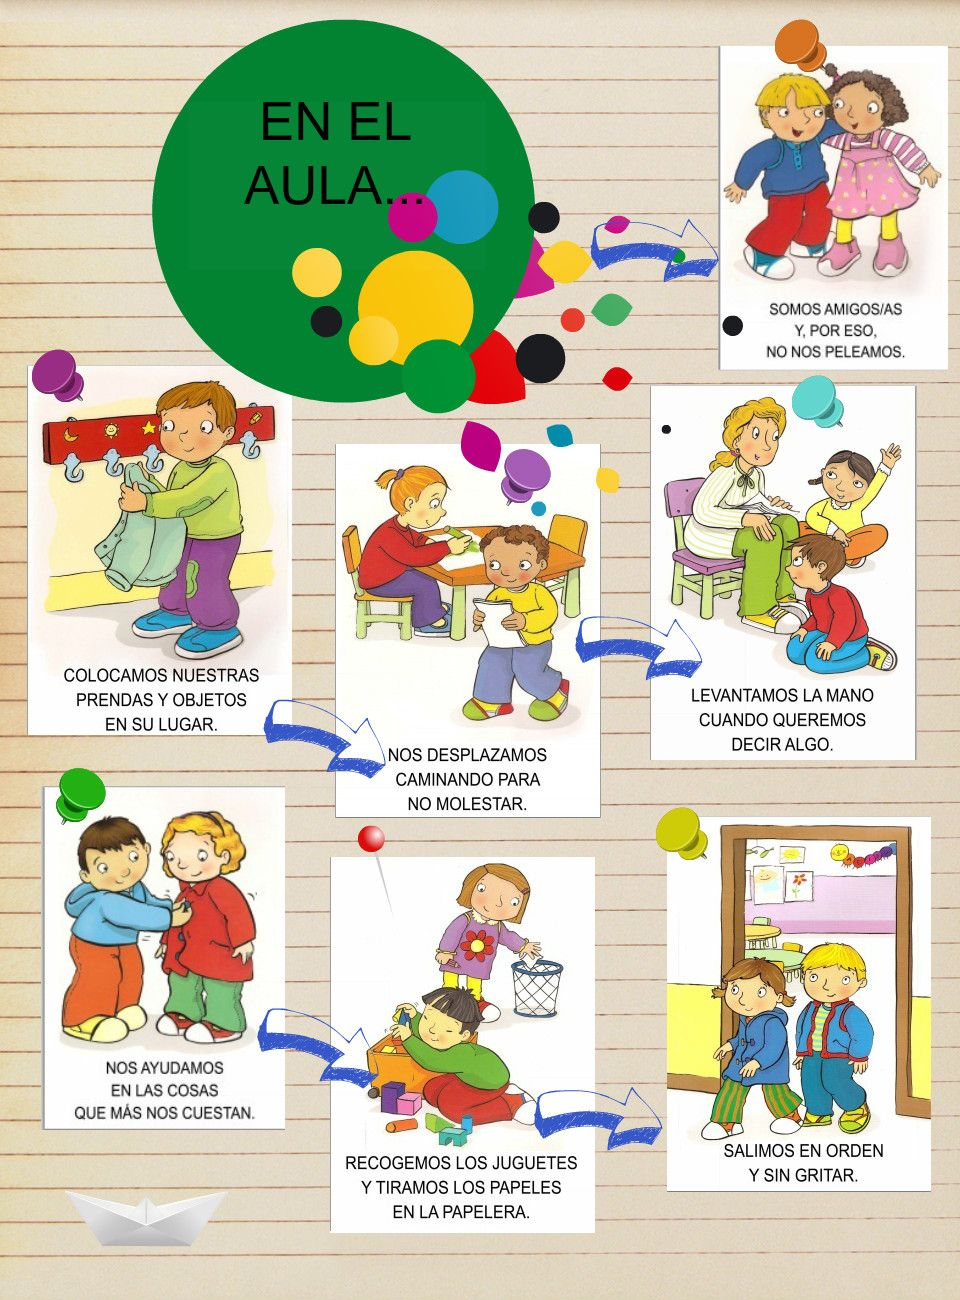 EN EL
AULA...
SOMOS AMIGOS/AS
Y, POR ESO,
NO NOS PELEAMOS.
COLOCAMOS NUESTRAS
PRENDAS Y OBJETOS
EN SU LUGAR.
NOS DESPLAZAMOS
CAMINANDO PARA
NO MOLESTAR.
LEVANTAMOS LA MANO
CUANDO QUEREMOS
DECIR ALGO.
NOS AYUDAMOS
EN LAS COSAS
QUE MÁS NOS CUESTAN.
RECOGEMOS LOS JUGUETES
Y TIRAMOS LOS PAPELES
EN LA PAPELERA.
SALIMOS EN ORDEN
Y SIN GRITAR.